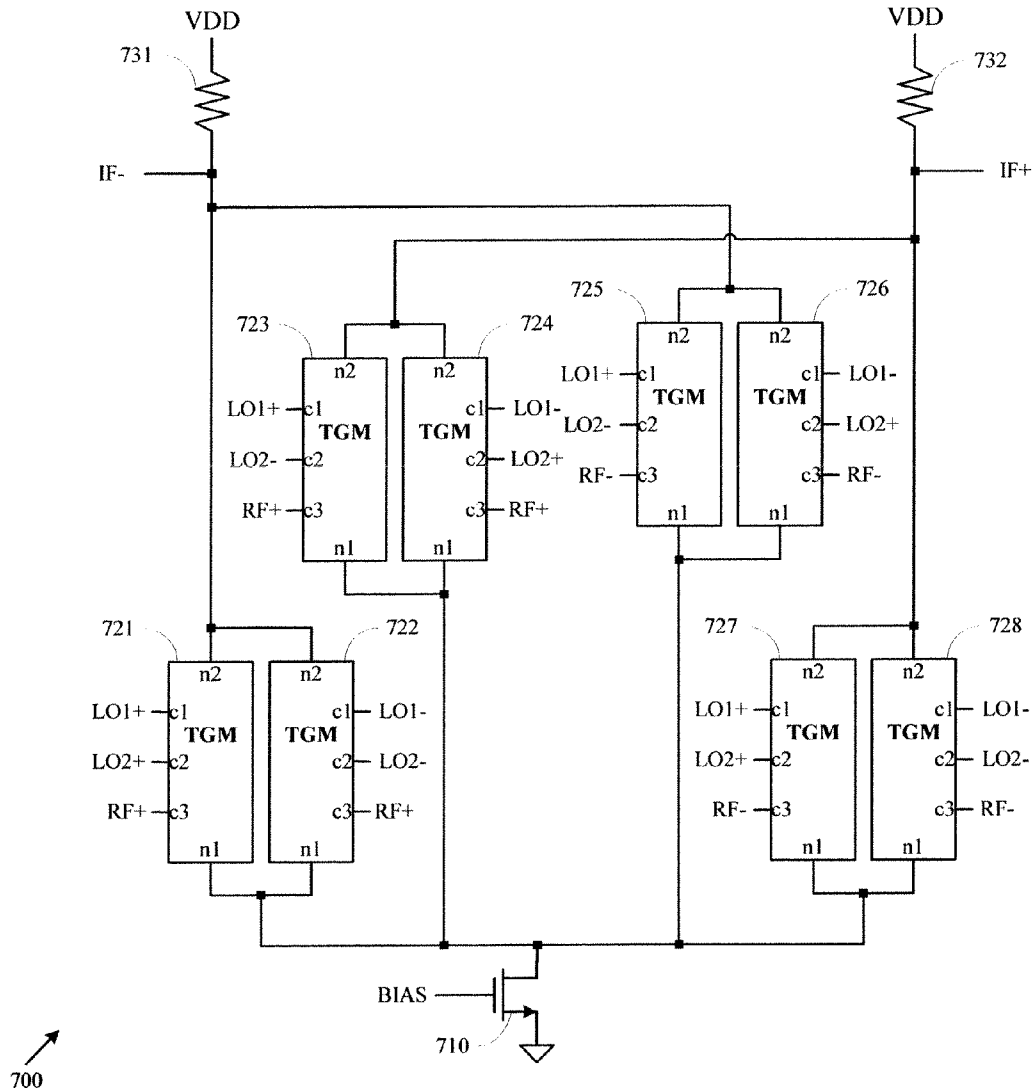 VDD
VDD
731
732
IF-
IF+
725
726
723
724
n2
n2
LO1+
c1
c1
LO1-
TGM
TGM
LO2-
c2
c2
LO2+
RF-
c3
c3
RF-
n1
n1
n2
n2
LO1+
c1
c1
LO1-
TGM
TGM
LO2-
c2
c2
LO2+
RF+
c3
c3
RF+
n1
n1
721
722
727
728
n2
n2
LO1+
c1
c1
LO1-
TGM
TGM
LO2+
c2
c2
LO2-
RF+
c3
c3
RF+
n1
n1
n2
n2
LO1+
c1
c1
LO1-
TGM
TGM
LO2+
c2
c2
LO2-
RF-
c3
c3
RF-
n1
n1
BIAS
710
700